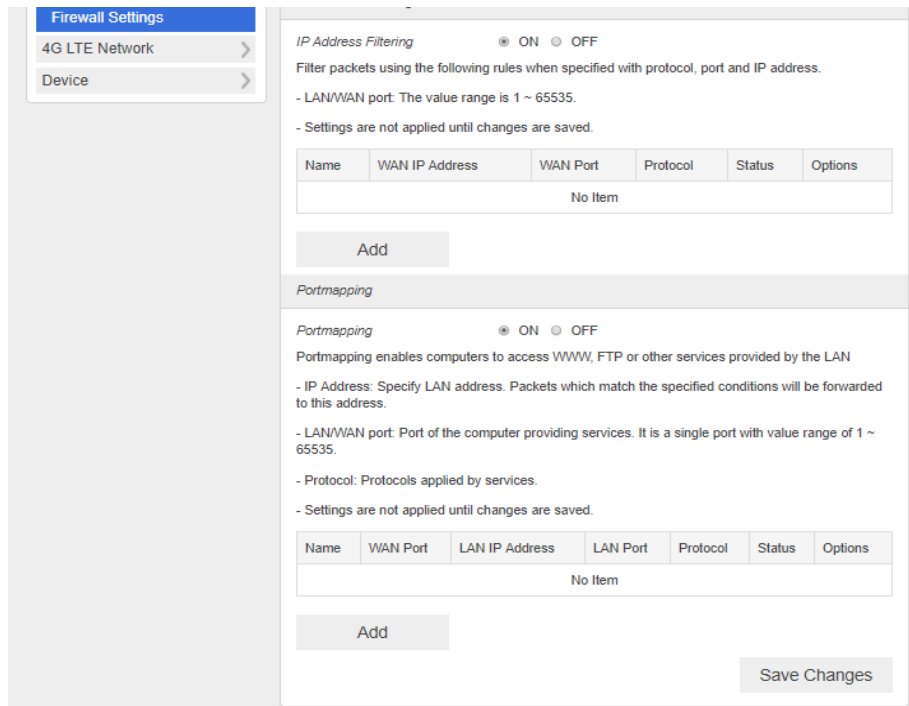 Firewall Settings
4G LTE Network
Device
IP Address Filtering ON OFF
Filter packets using the following rules when specified with protocol, port and IP address.
- LAN/WAN port: The value range is 1 ~ 65535.
- Settings are not applied until changes are saved.
Name WAN IP Address WAN Port Protocol Status Options
No Item
Add
Portmapping
Portmapping ON OFF
Portmapping enables computers to access WWW, FTP or other services provided by the LAN
- IP Address: Specify LAN address. Packets which match the specified conditions will be forwarded
to this address.
- LAN/WAN port: Port of the computer providing services. It is a single port with value range of 1 ~
65535.
- Protocol: Protocols applied by services.
- Settings are not applied until changes are saved.
Name WAN Port LAN IP Address LAN Port Protocol Status Options
No Item
Add
Save Changes